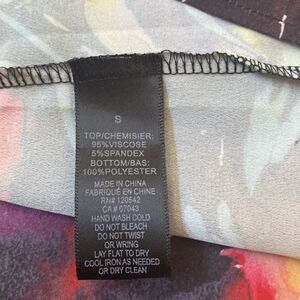 S
TOP/CHEMISIER:
95%VISCOSE
5%SPANDEX
BOTTOM/BAS:
100%POLYESTER
MADE IN CHINA
FABRIQUÉ EN CHINE
RN# 120542
CA # 07043
HAND WASH COLD
DO NOT BLEACH
DO NOT TWIST
OR WRING
LAY FLAT TO DRY
COOL IRON AS NEEDED
OR DRY CLEAN